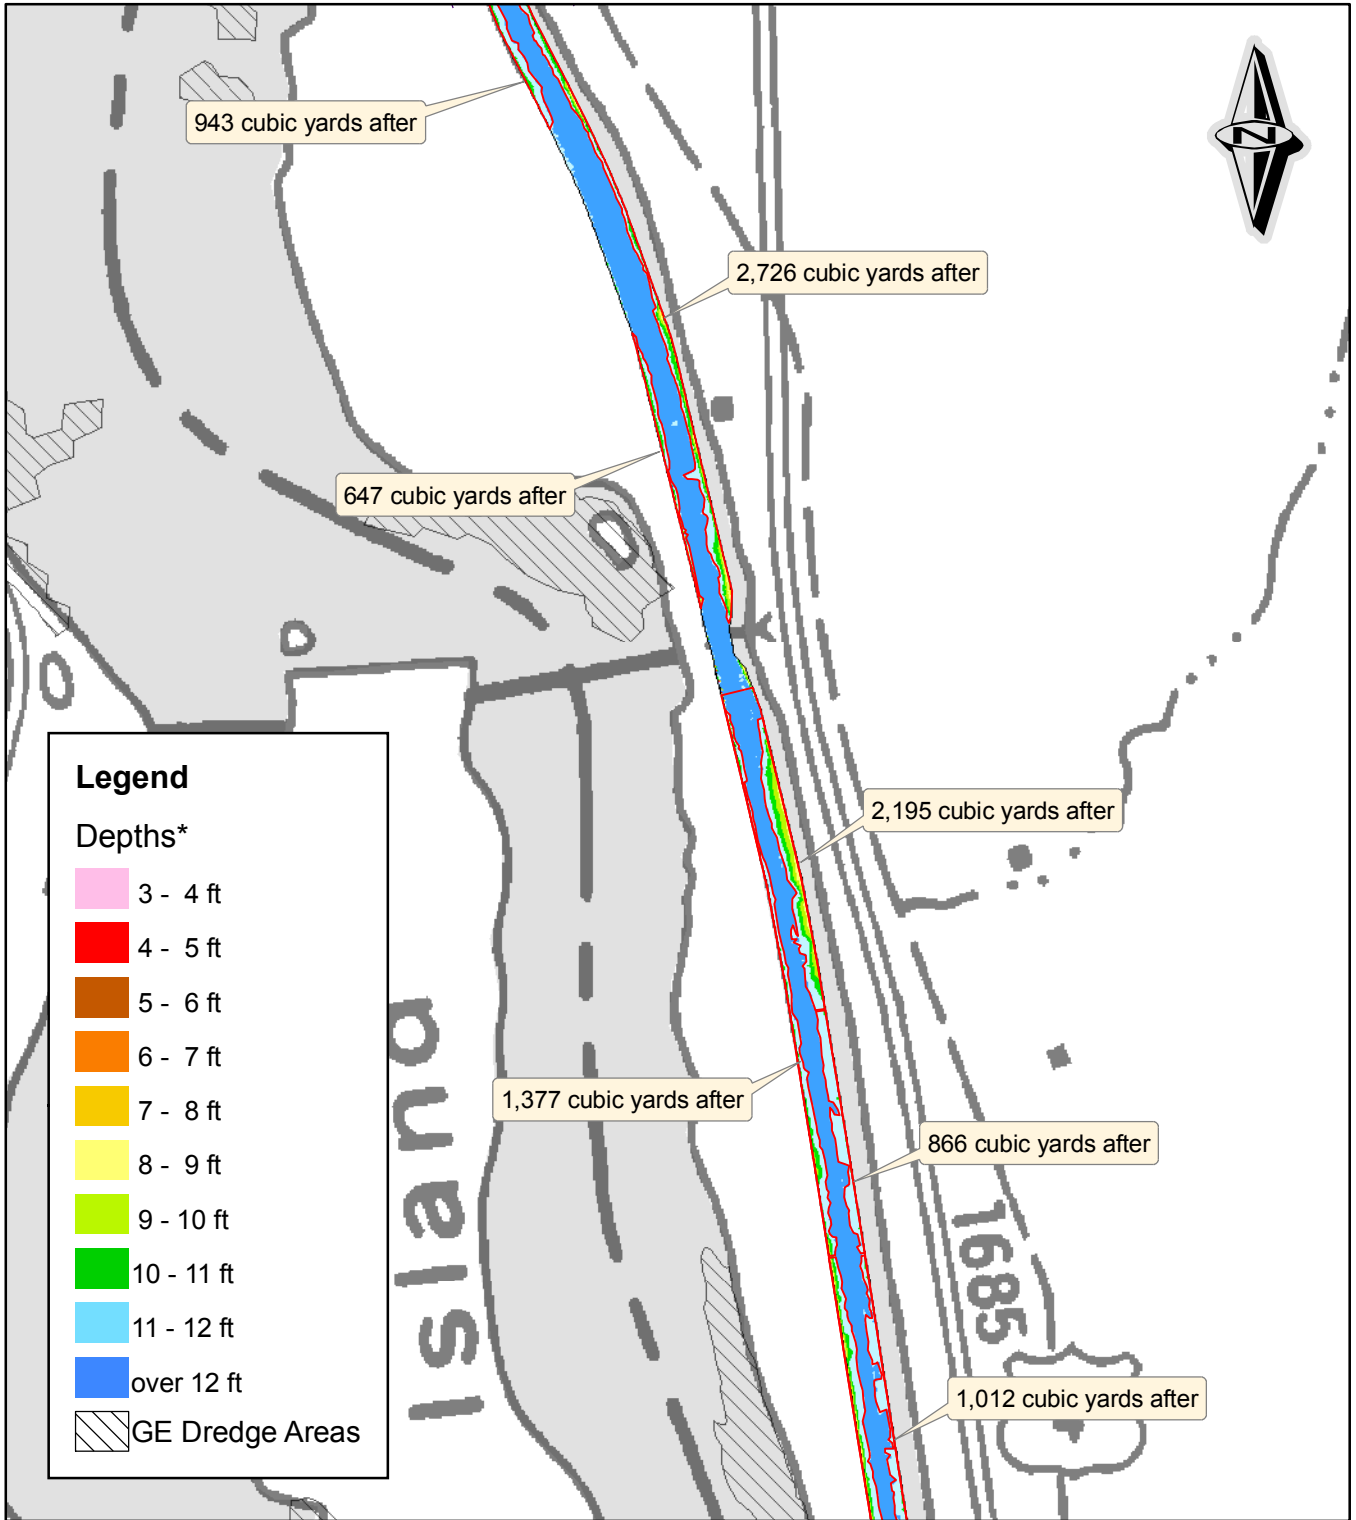 943 cubic yards after
N
2,726 cubic yards after
647 cubic yards after
2,195 cubic yards after
1,377 cubic yards after
866 cubic yards after
1,012 cubic yards after
Island
1685
Legend
Depths*
3 - 4 ft
4 - 5 ft
5 - 6 ft
6 - 7 ft
7 - 8 ft
8 - 9 ft
9 - 10 ft
10 - 11 ft
11 - 12 ft
over 12 ft
GE Dredge Areas